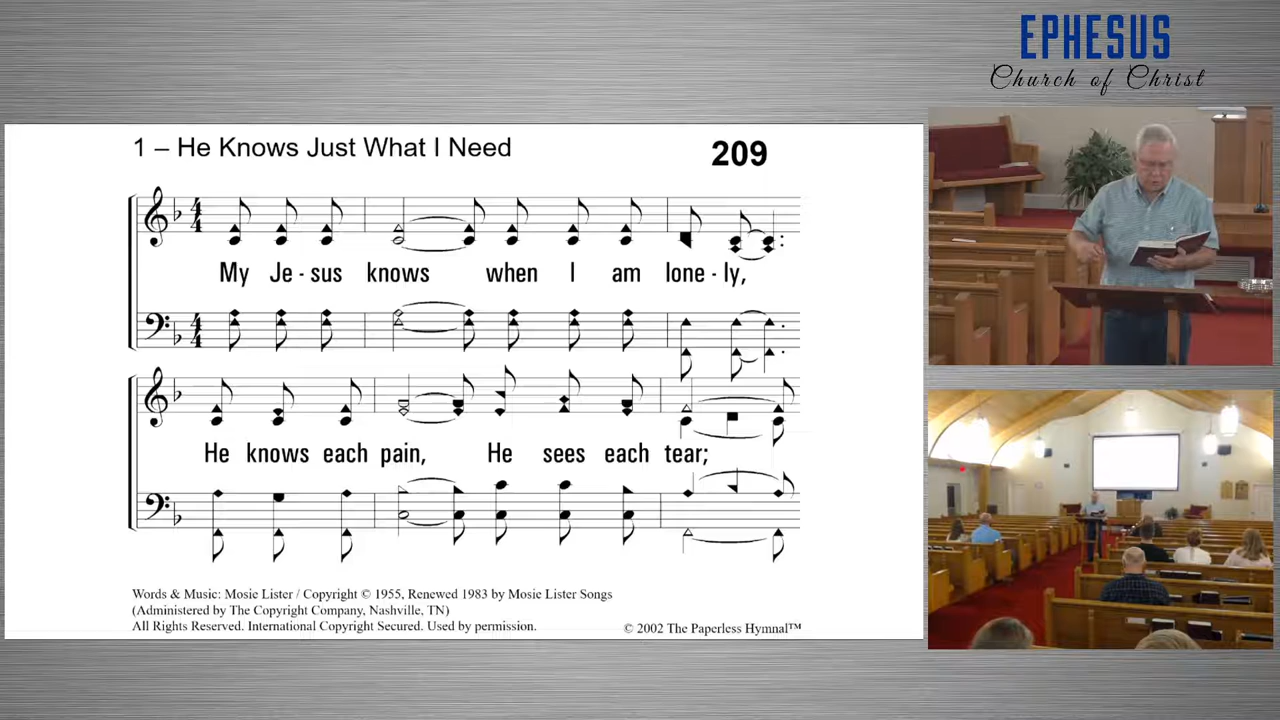 EPHESUS
Church of Christ
1 – He Knows Just What I Need
209
My Je - sus knows when I am lone - ly,
He knows each pain, He sees each tear;
Words & Music: Mosie Lister / Copyright © 1955, Renewed 1983 by Mosie Lister Songs
(Administered by The Copyright Company, Nashville, TN)
All Rights Reserved. International Copyright Secured. Used by permission.
© 2002 The Paperless Hymnal™